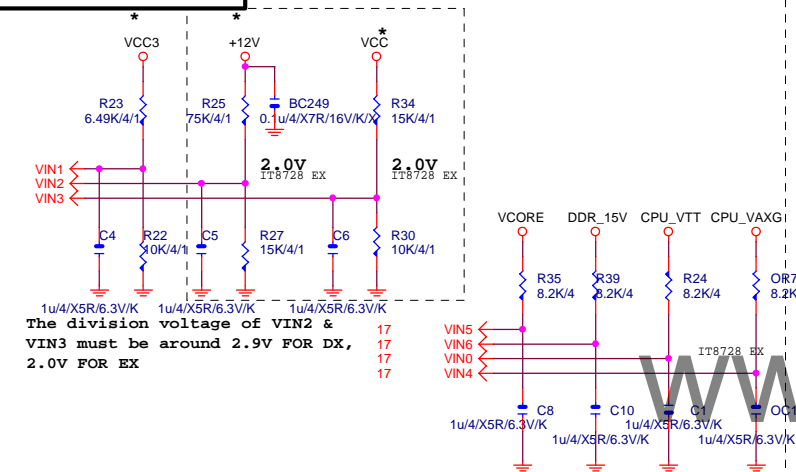 * * *
VCC3 +12V VCC
R23 R25 BC249 R34
6.49K/4/1 75K/4/1 0.1u/4/X7R/16V/K/X 15K/4/1
2.0V 2.0V
IT8728 EX IT8728 EX
VIN1
VIN2
VIN3
C4 R22 C5 R27 C6 R30
10K/4/1 15K/4/1 10K/4/1
1u/4/X5R/6.3V/K 1u/4/X5R/6.3V/K 1u/4/X5R/6.3V/K
The division voltage of VIN2 &
VIN3 must be around 2.9V FOR DX,
2.0V FOR EX
17
17
17
17
VCORE DDR_15V CPU_VTT CPU_VAXG
R35 R39 R24 OR7
8.2K/4 8.2K/4 8.2K/4 8.2K
VIN5
VIN6
VIN0
VIN4
IT8728 EX
C8 C10 C1 OC1
1u/4/X5R/6.3V/K 1u/4/X5R/6.3V/K
1u/4/X5R/6.3V/K 1u/4/X5R/6.3V/K